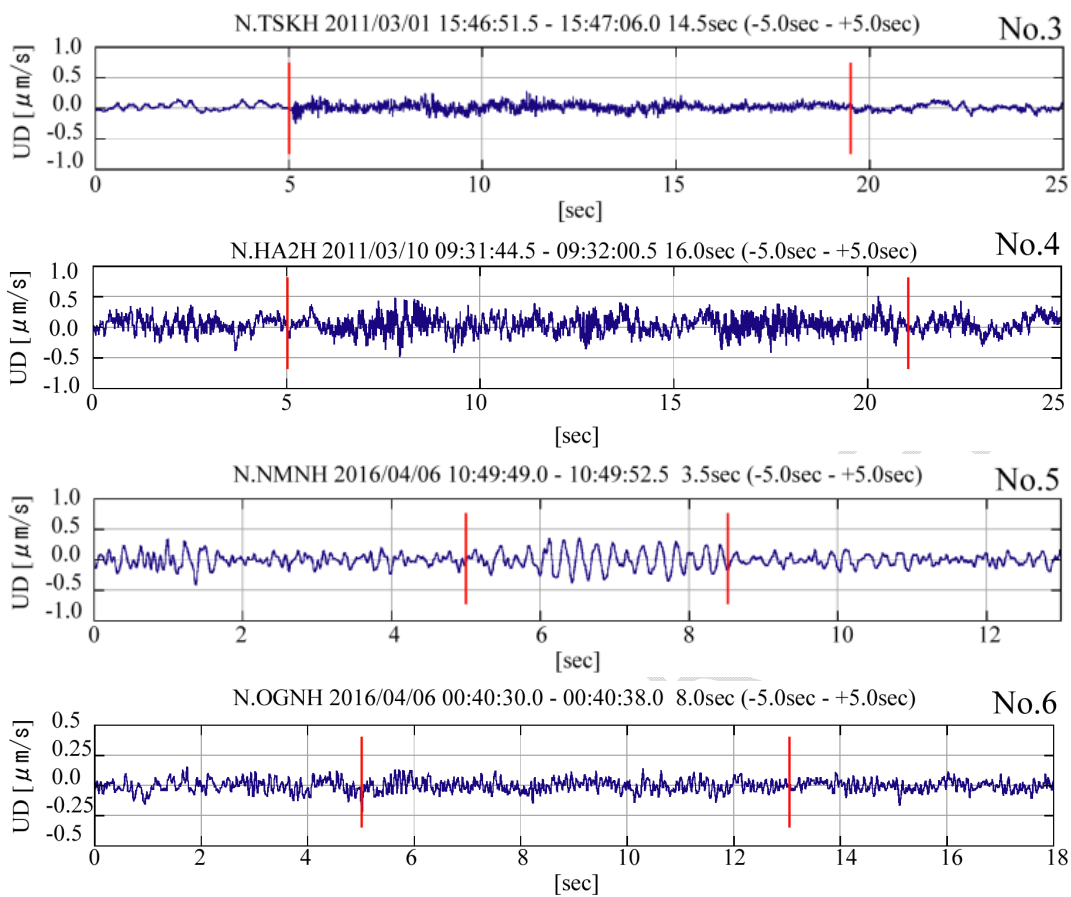 N.TSKH 2011/03/01 15:46:51.5 - 15:47:06.0 14.5sec (-5.0sec - +5.0sec)
No.3
UD [μm/s]
1.0
0.5
0.0
-0.5
-1.0
0 5 10 15 20 25
[sec]
N.HA2H 2011/03/10 09:31:44.5 - 09:32:00.5 16.0sec (-5.0sec - +5.0sec)
No.4
UD [μm/s]
1.0
0.5
0.0
-0.5
-1.0
0 5 10 15 20 25
[sec]
N.NMNH 2016/04/06 10:49:49.0 - 10:49:52.5 3.5sec (-5.0sec - +5.0sec)
No.5
UD [μm/s]
1.0
0.5
0.0
-0.5
-1.0
0 2 4 6 8 10 12
[sec]
N.OGNH 2016/04/06 00:40:30.0 - 00:40:38.0 8.0sec (-5.0sec - +5.0sec)
No.6
UD [μm/s]
0.5
0.25
0.0
-0.25
-0.5
0 2 4 6 8 10 12 14 16 18
[sec]